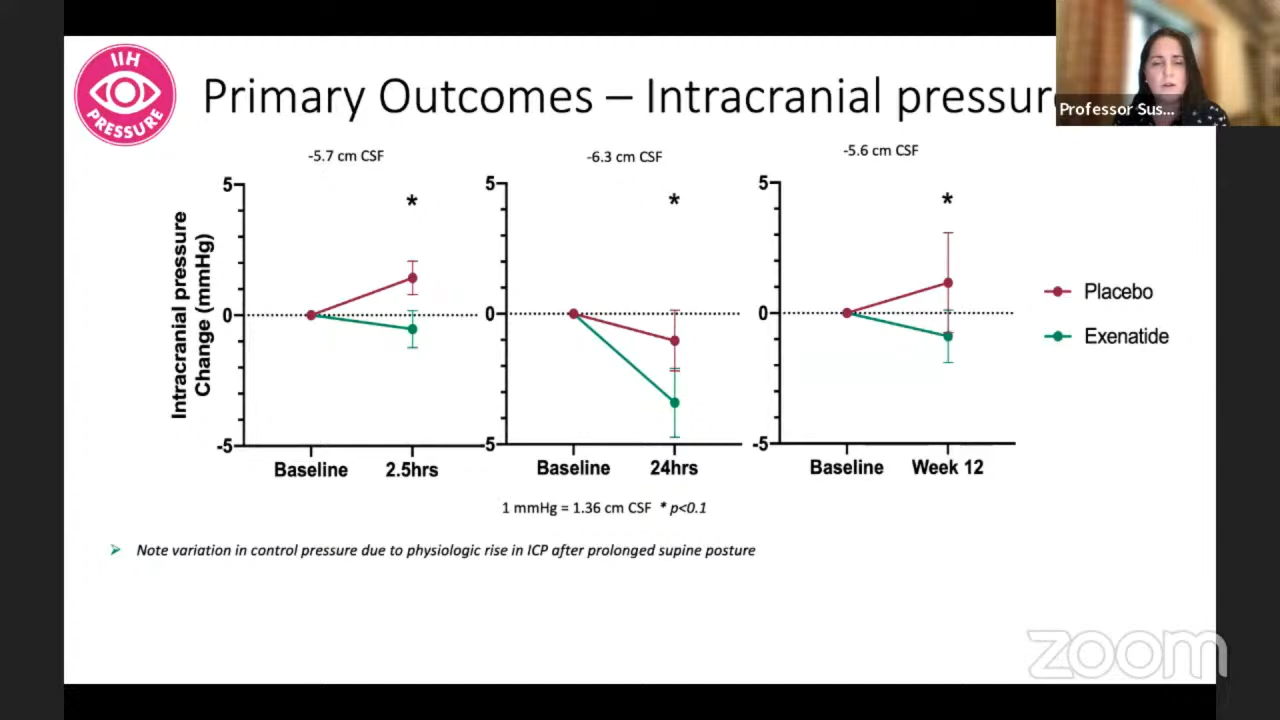 IIH
PRESSURE
Primary Outcomes – Intracranial pressur
Professor Sus...
-5.7 cm CSF
-6.3 cm CSF
-5.6 cm CSF
Intracranial pressure
Change (mmHg)
5
0
-5
*
Baseline
2.5hrs
5
0
-5
*
Baseline
24hrs
5
0
-5
*
Baseline
Week 12
Placebo
Exenatide
1 mmHg = 1.36 cm CSF * p<0.1
Note variation in control pressure due to physiologic rise in ICP after prolonged supine posture
zoom